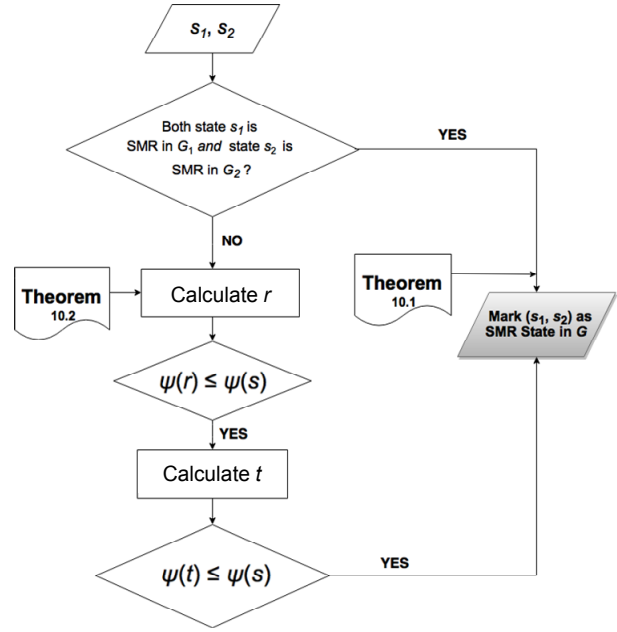 s₁, s₂
Both state s₁ is
SMR in G₁ and state s₂ is
SMR in G₂ ?
YES
NO
Theorem
10.2
Calculate r
Theorem
10.1
Mark (s₁, s₂) as
SMR State in G
ψ(r) ≤ ψ(s)
YES
Calculate t
ψ(t) ≤ ψ(s)
YES